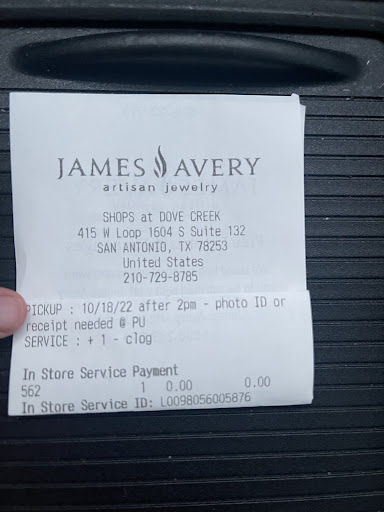 JAMES AVERY
artisan jewelry
SHOPS at DOVE CREEK
415 W Loop 1604 S Suite 132
SAN ANTONIO, TX 78253
United States
210-729-8785
PICKUP : 10/18/22 after 2pm - photo ID or
receipt needed @ PU
SERVICE : + 1 - clog
In Store Service Payment
562 1 0.00 0.00
In Store Service ID: L0098056005876